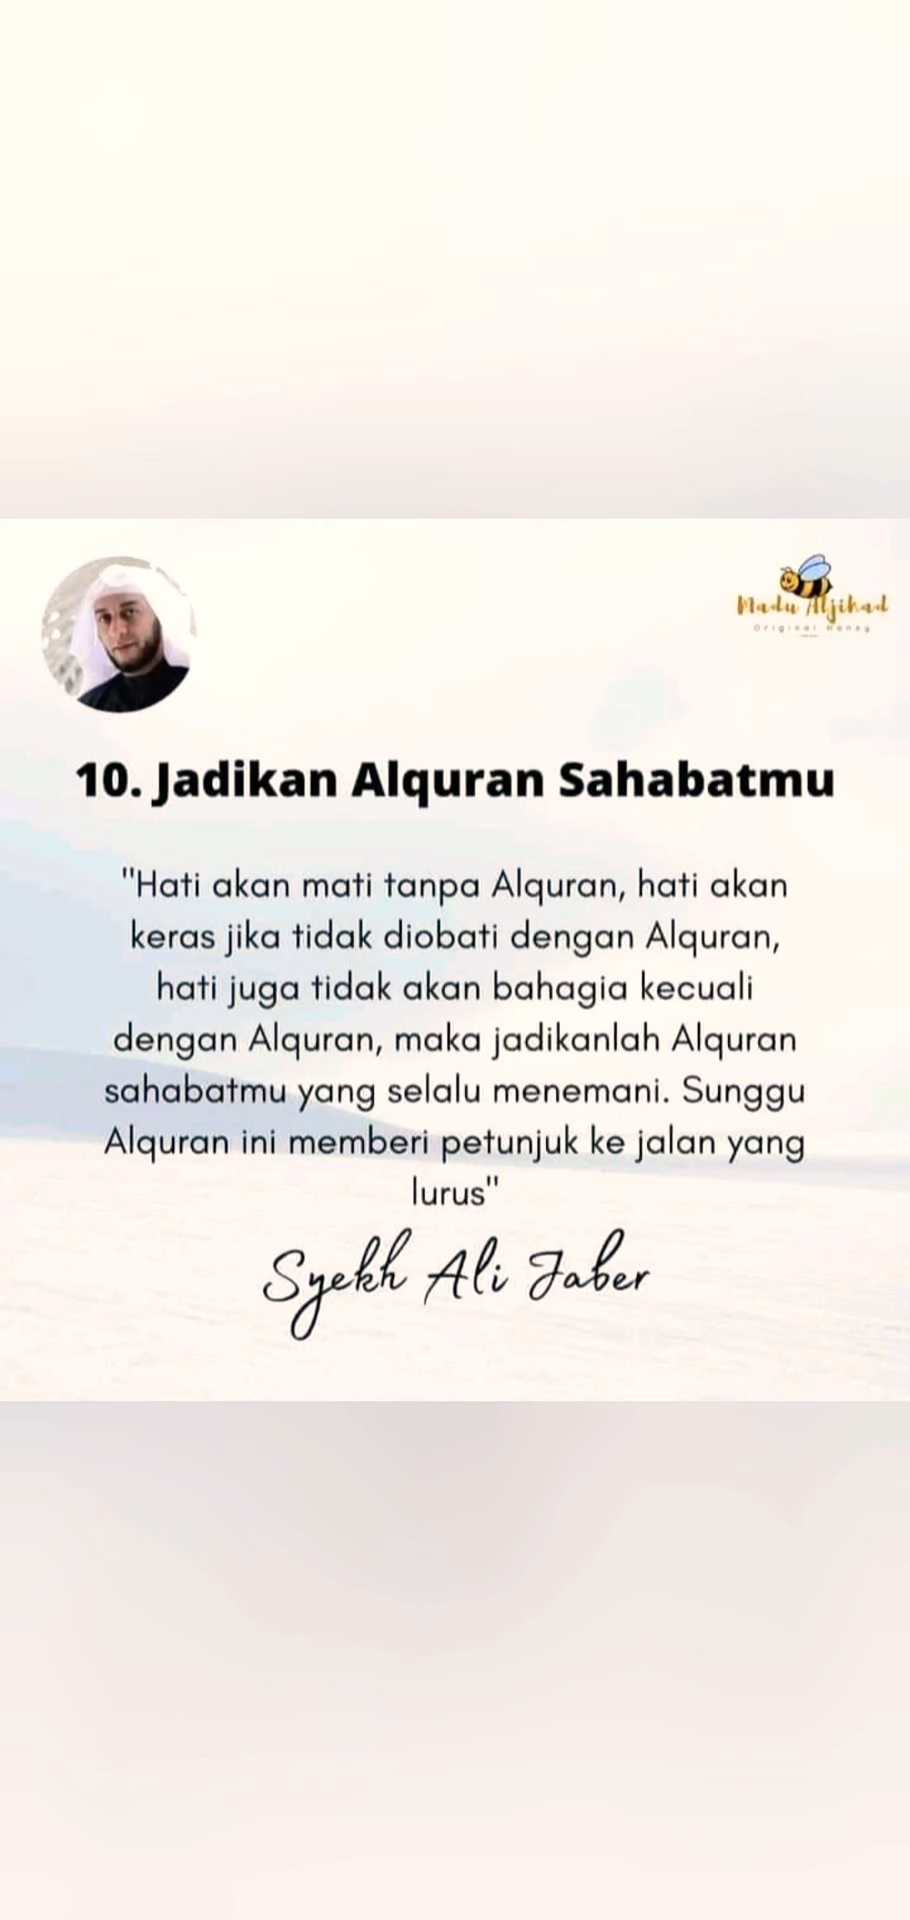 Madu Aljihad
Original Honey
10. Jadikan Alquran Sahabatmu
"Hati akan mati tanpa Alquran, hati akan
keras jika tidak diobati dengan Alquran,
hati juga tidak akan bahagia kecuali
dengan Alquran, maka jadikanlah Alquran
sahabatmu yang selalu menemani. Sunggu
Alquran ini memberi petunjuk ke jalan yang
lurus"
Syekh Ali Jaber